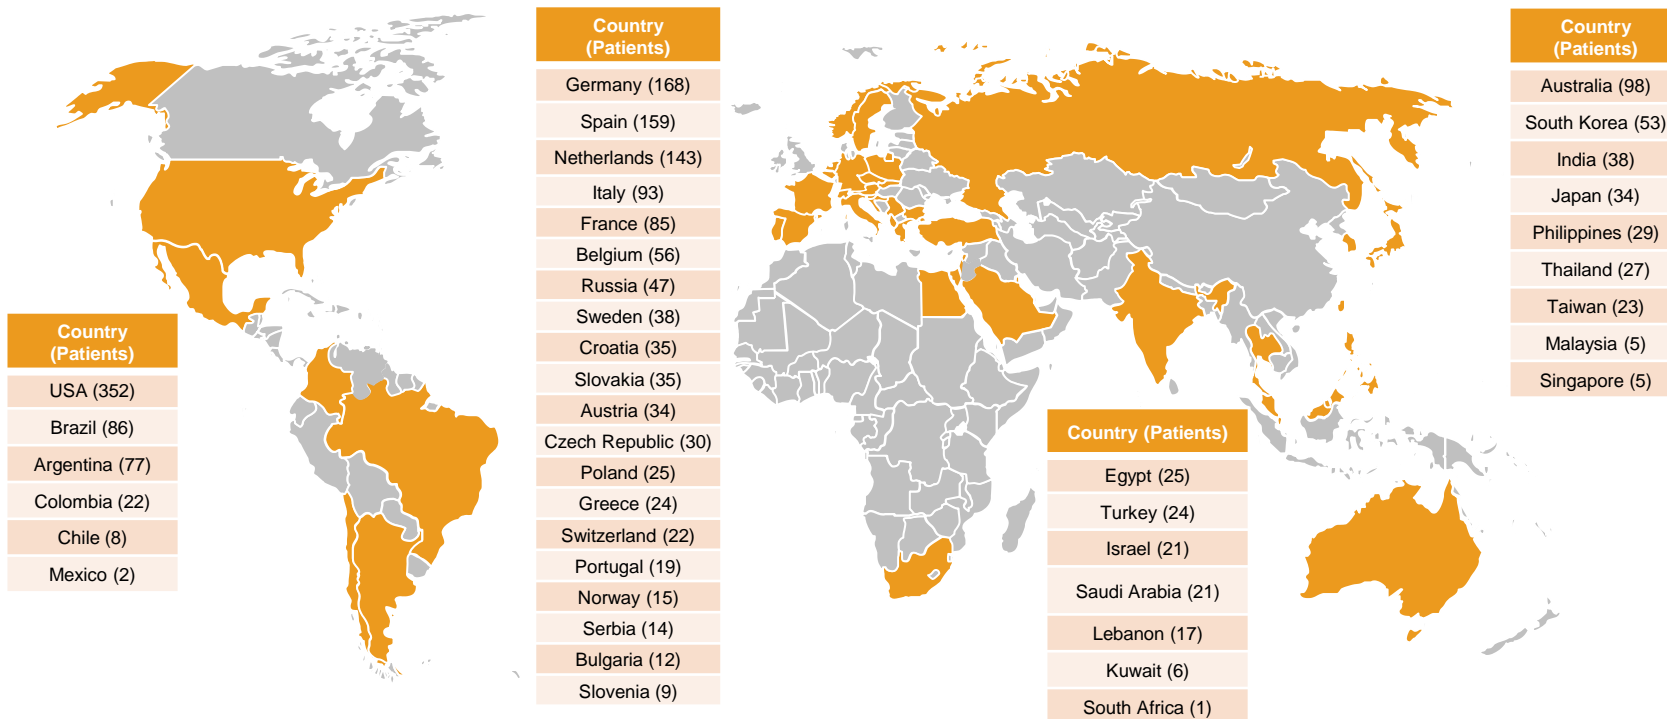 Country
(Patients)
USA (352)
Brazil (86)
Argentina (77)
Colombia (22)
Chile (8)
Mexico (2)
Country
(Patients)
Germany (168)
Spain (159)
Netherlands (143)
Italy (93)
France (85)
Belgium (56)
Russia (47)
Sweden (38)
Croatia (35)
Slovakia (35)
Austria (34)
Czech Republic (30)
Poland (25)
Greece (24)
Switzerland (22)
Portugal (19)
Norway (15)
Serbia (14)
Bulgaria (12)
Slovenia (9)
Country (Patients)
Egypt (25)
Turkey (24)
Israel (21)
Saudi Arabia (21)
Lebanon (17)
Kuwait (6)
South Africa (1)
Country
(Patients)
Australia (98)
South Korea (53)
India (38)
Japan (34)
Philippines (29)
Thailand (27)
Taiwan (23)
Malaysia (5)
Singapore (5)